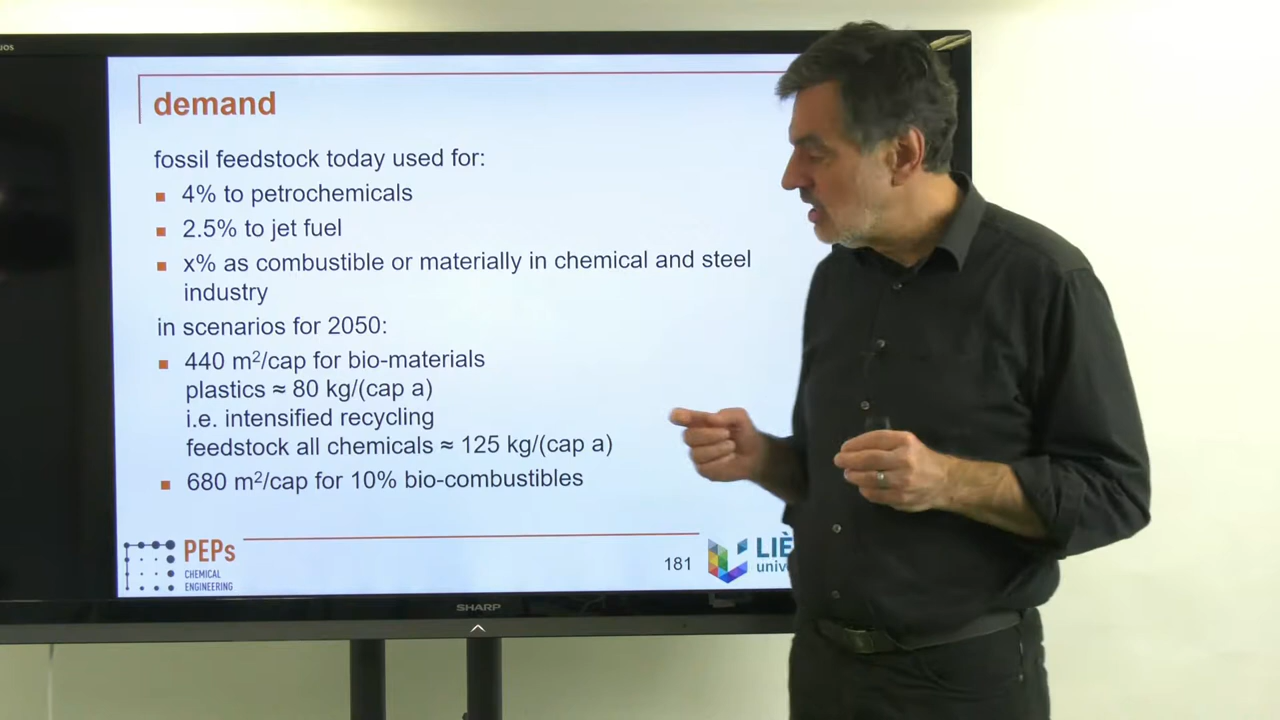 demand
fossil feedstock today used for:
4% to petrochemicals
2.5% to jet fuel
x% as combustible or materially in chemical and steel
industry
in scenarios for 2050:
440 m²/cap for bio-materials
plastics ≈ 80 kg/(cap a)
i.e. intensified recycling
feedstock all chemicals ≈ 125 kg/(cap a)
680 m²/cap for 10% bio-combustibles
PEPs
CHEMICAL
ENGINEERING
181
SHARP